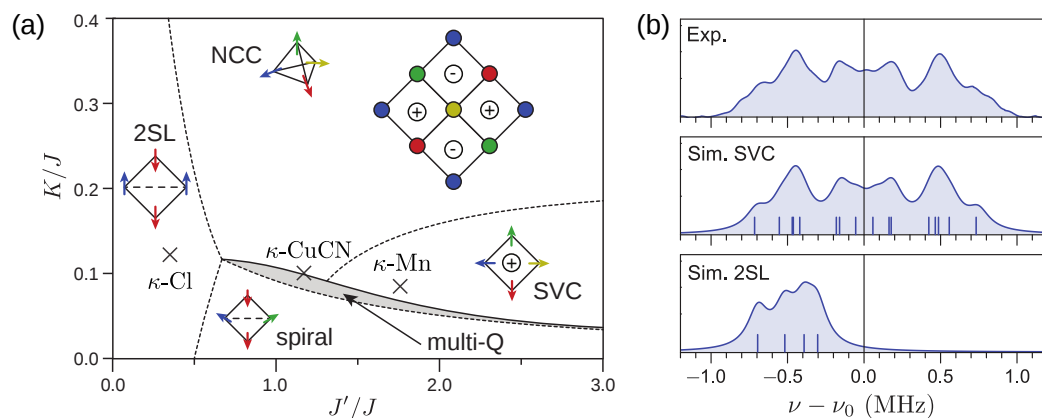 (a)
K/J
0.4
0.3
0.2
0.1
0.0
NCC
2SL
-
+
+
-
κ-Cl
κ-CuCN
κ-Mn
+
SVC
spiral
multi-Q
0.0
1.0
2.0
3.0
J′/J
(b)
Exp.
Sim. SVC
Sim. 2SL
−1.0
−0.5
0.0
0.5
1.0
ν − ν₀ (MHz)